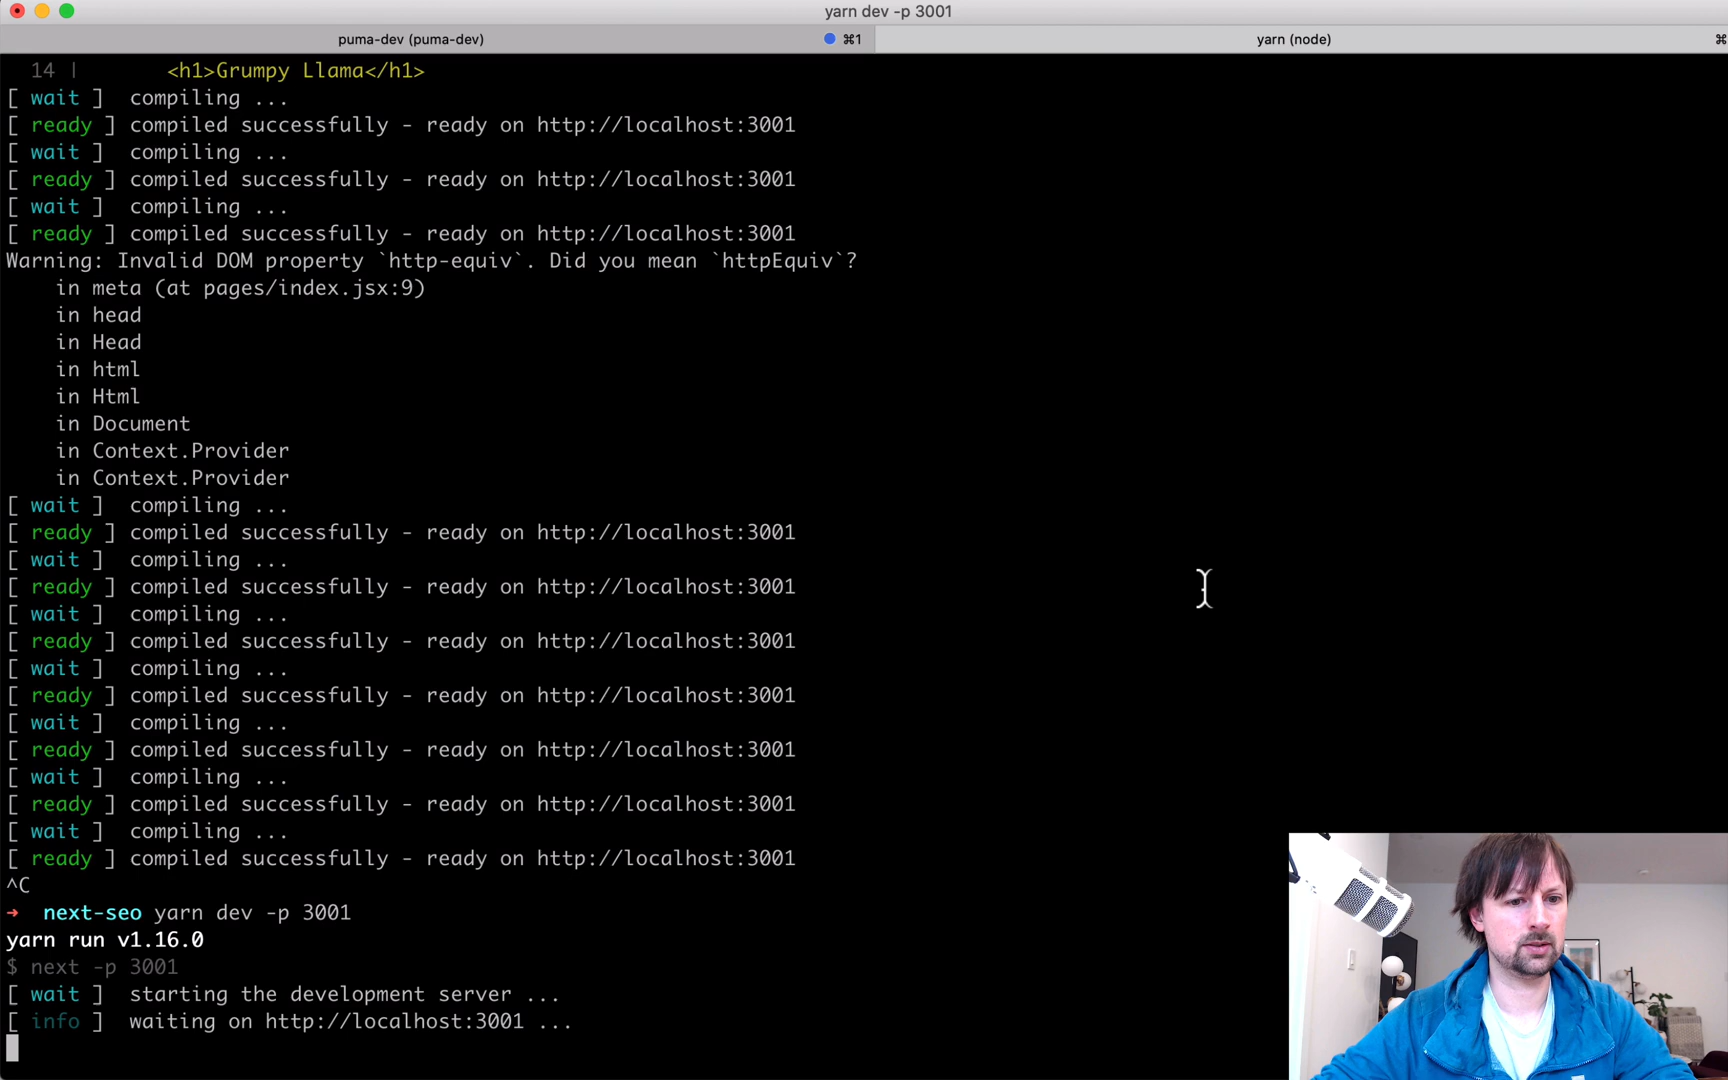 yarn dev -p 3001
puma-dev (puma-dev) ⌘1 yarn (node) ⌘
14 | <h1>Grumpy Llama</h1>
[ wait ] compiling ...
[ ready ] compiled successfully - ready on http://localhost:3001
[ wait ] compiling ...
[ ready ] compiled successfully - ready on http://localhost:3001
[ wait ] compiling ...
[ ready ] compiled successfully - ready on http://localhost:3001
Warning: Invalid DOM property `http-equiv`. Did you mean `httpEquiv`?
in meta (at pages/index.jsx:9)
in head
in Head
in html
in Html
in Document
in Context.Provider
in Context.Provider
[ wait ] compiling ...
[ ready ] compiled successfully - ready on http://localhost:3001
[ wait ] compiling ...
[ ready ] compiled successfully - ready on http://localhost:3001
[ wait ] compiling ...
[ ready ] compiled successfully - ready on http://localhost:3001
[ wait ] compiling ...
[ ready ] compiled successfully - ready on http://localhost:3001
[ wait ] compiling ...
[ ready ] compiled successfully - ready on http://localhost:3001
[ wait ] compiling ...
[ ready ] compiled successfully - ready on http://localhost:3001
[ wait ] compiling ...
[ ready ] compiled successfully - ready on http://localhost:3001
^C
➜ next-seo yarn dev -p 3001
yarn run v1.16.0
$ next -p 3001
[ wait ] starting the development server ...
[ info ] waiting on http://localhost:3001 ...